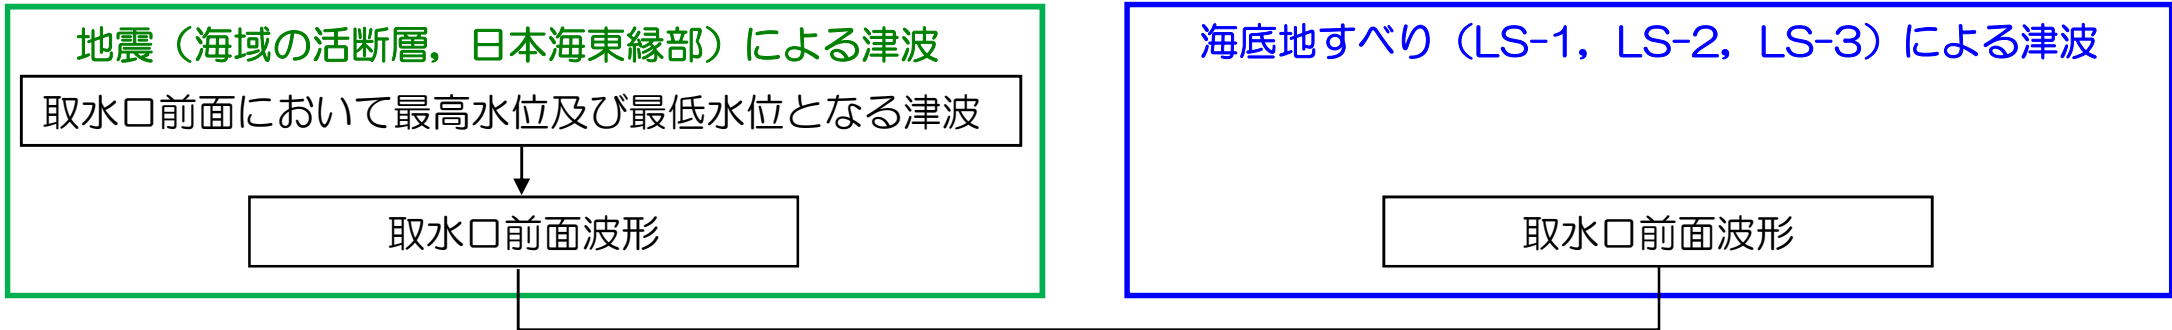 地震（海域の活断層，日本海東縁部）による津波
取水口前面において最高水位及び最低水位となる津波
取水口前面波形
海底地すべり（LS-1，LS-2，LS-3）による津波
取水口前面波形